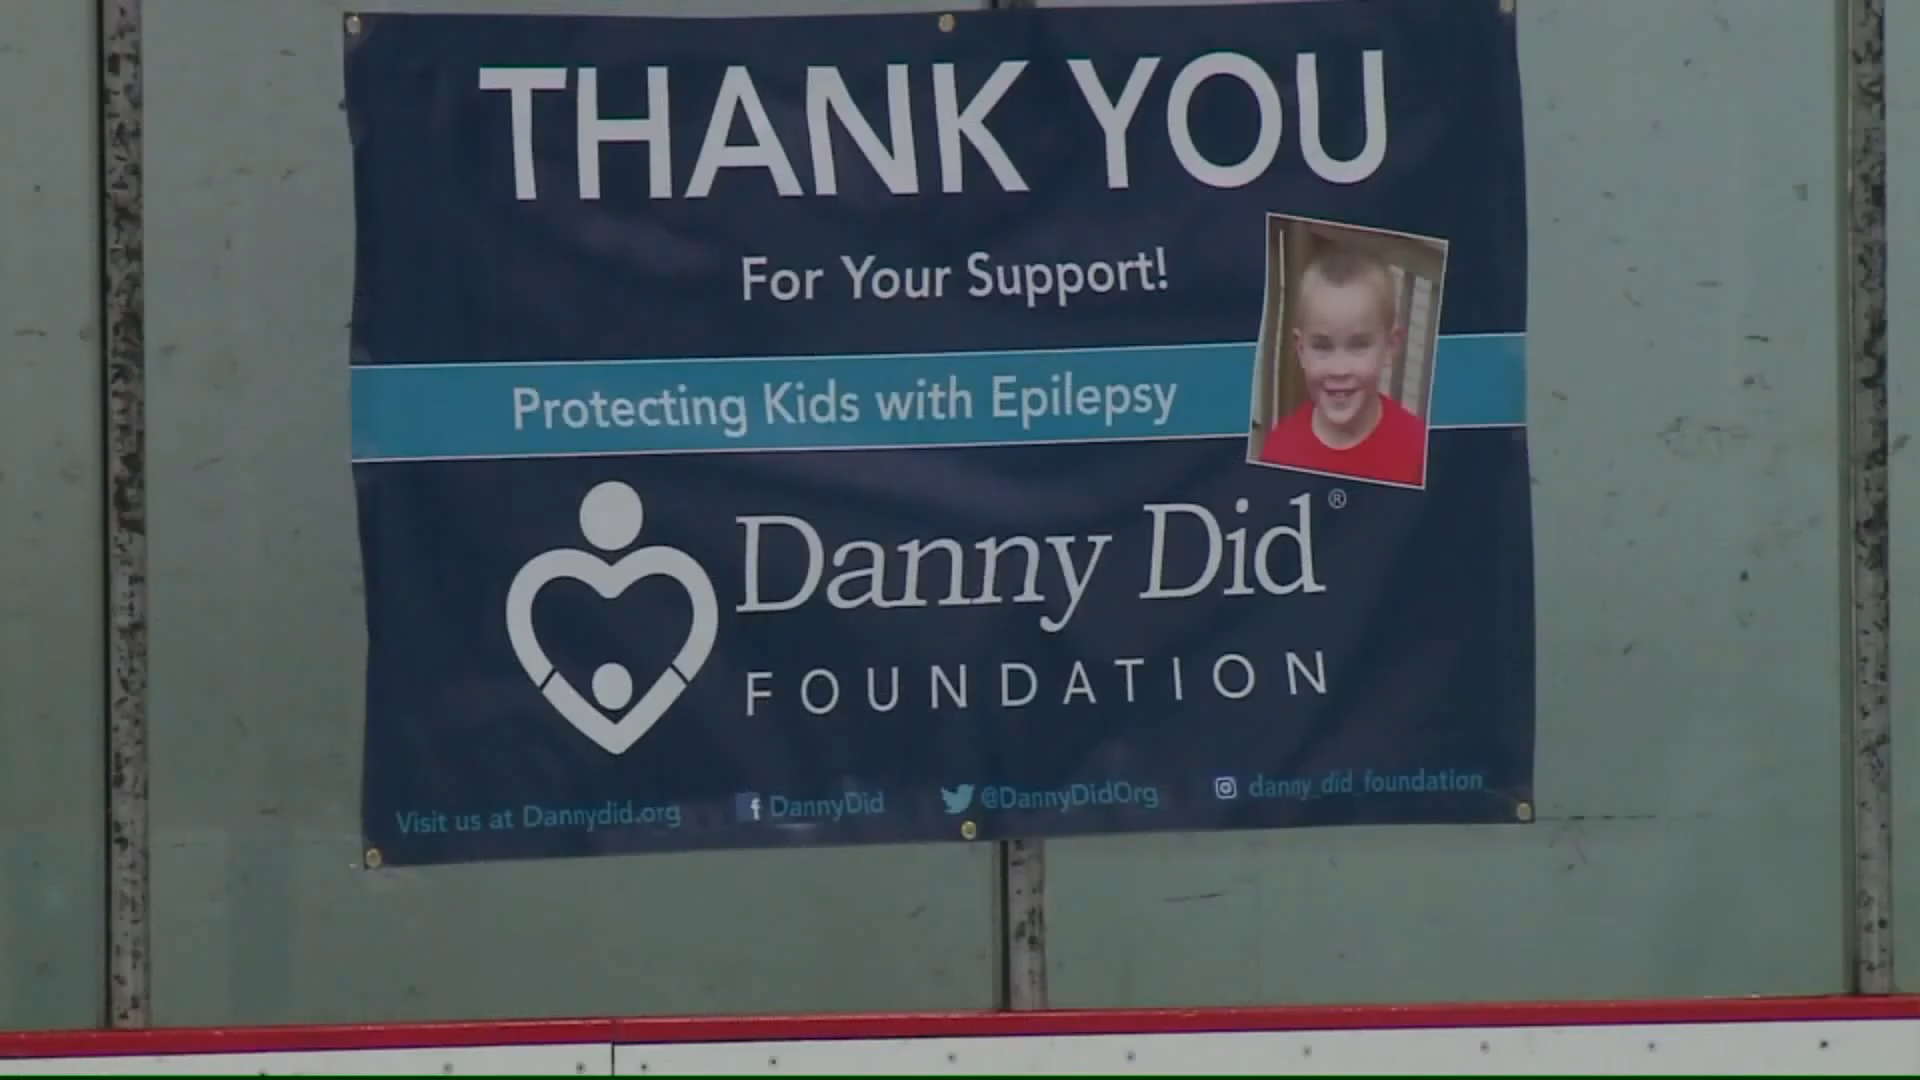 THANK YOU
For Your Support!
Protecting Kids with Epilepsy
Danny Did®
FOUNDATION
Visit us at Dannydid.org f DannyDid @DannyDidOrg danny_did_foundation_